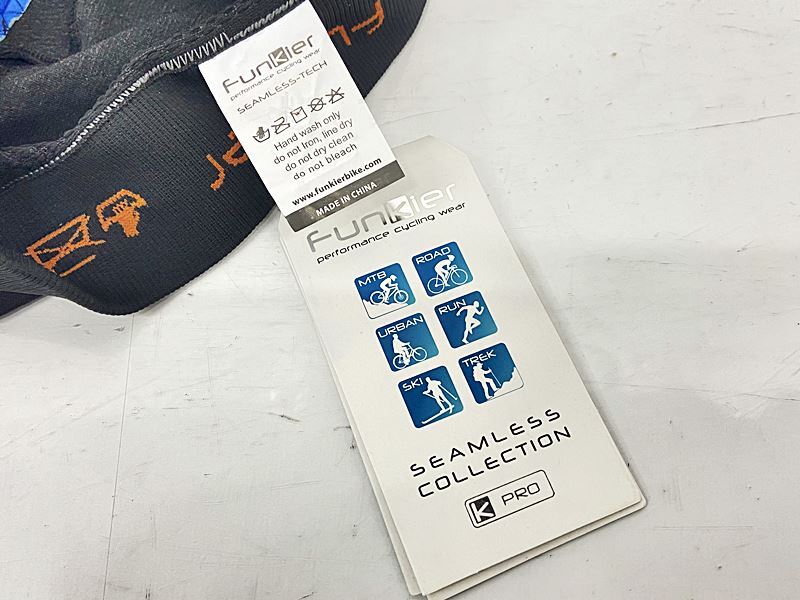 FUNKIER
performance cycling wear
SEAMLESS-TECH
Hand wash only
do not Iron, line dry
do not dry clean
do not bleach
www.funkierbike.com
MADE IN CHINA
FUNKIER
performance cycling wear
MTB
ROAD
URBAN
RUN
SKI
TREK
SEAMLESS
COLLECTION
K PRO